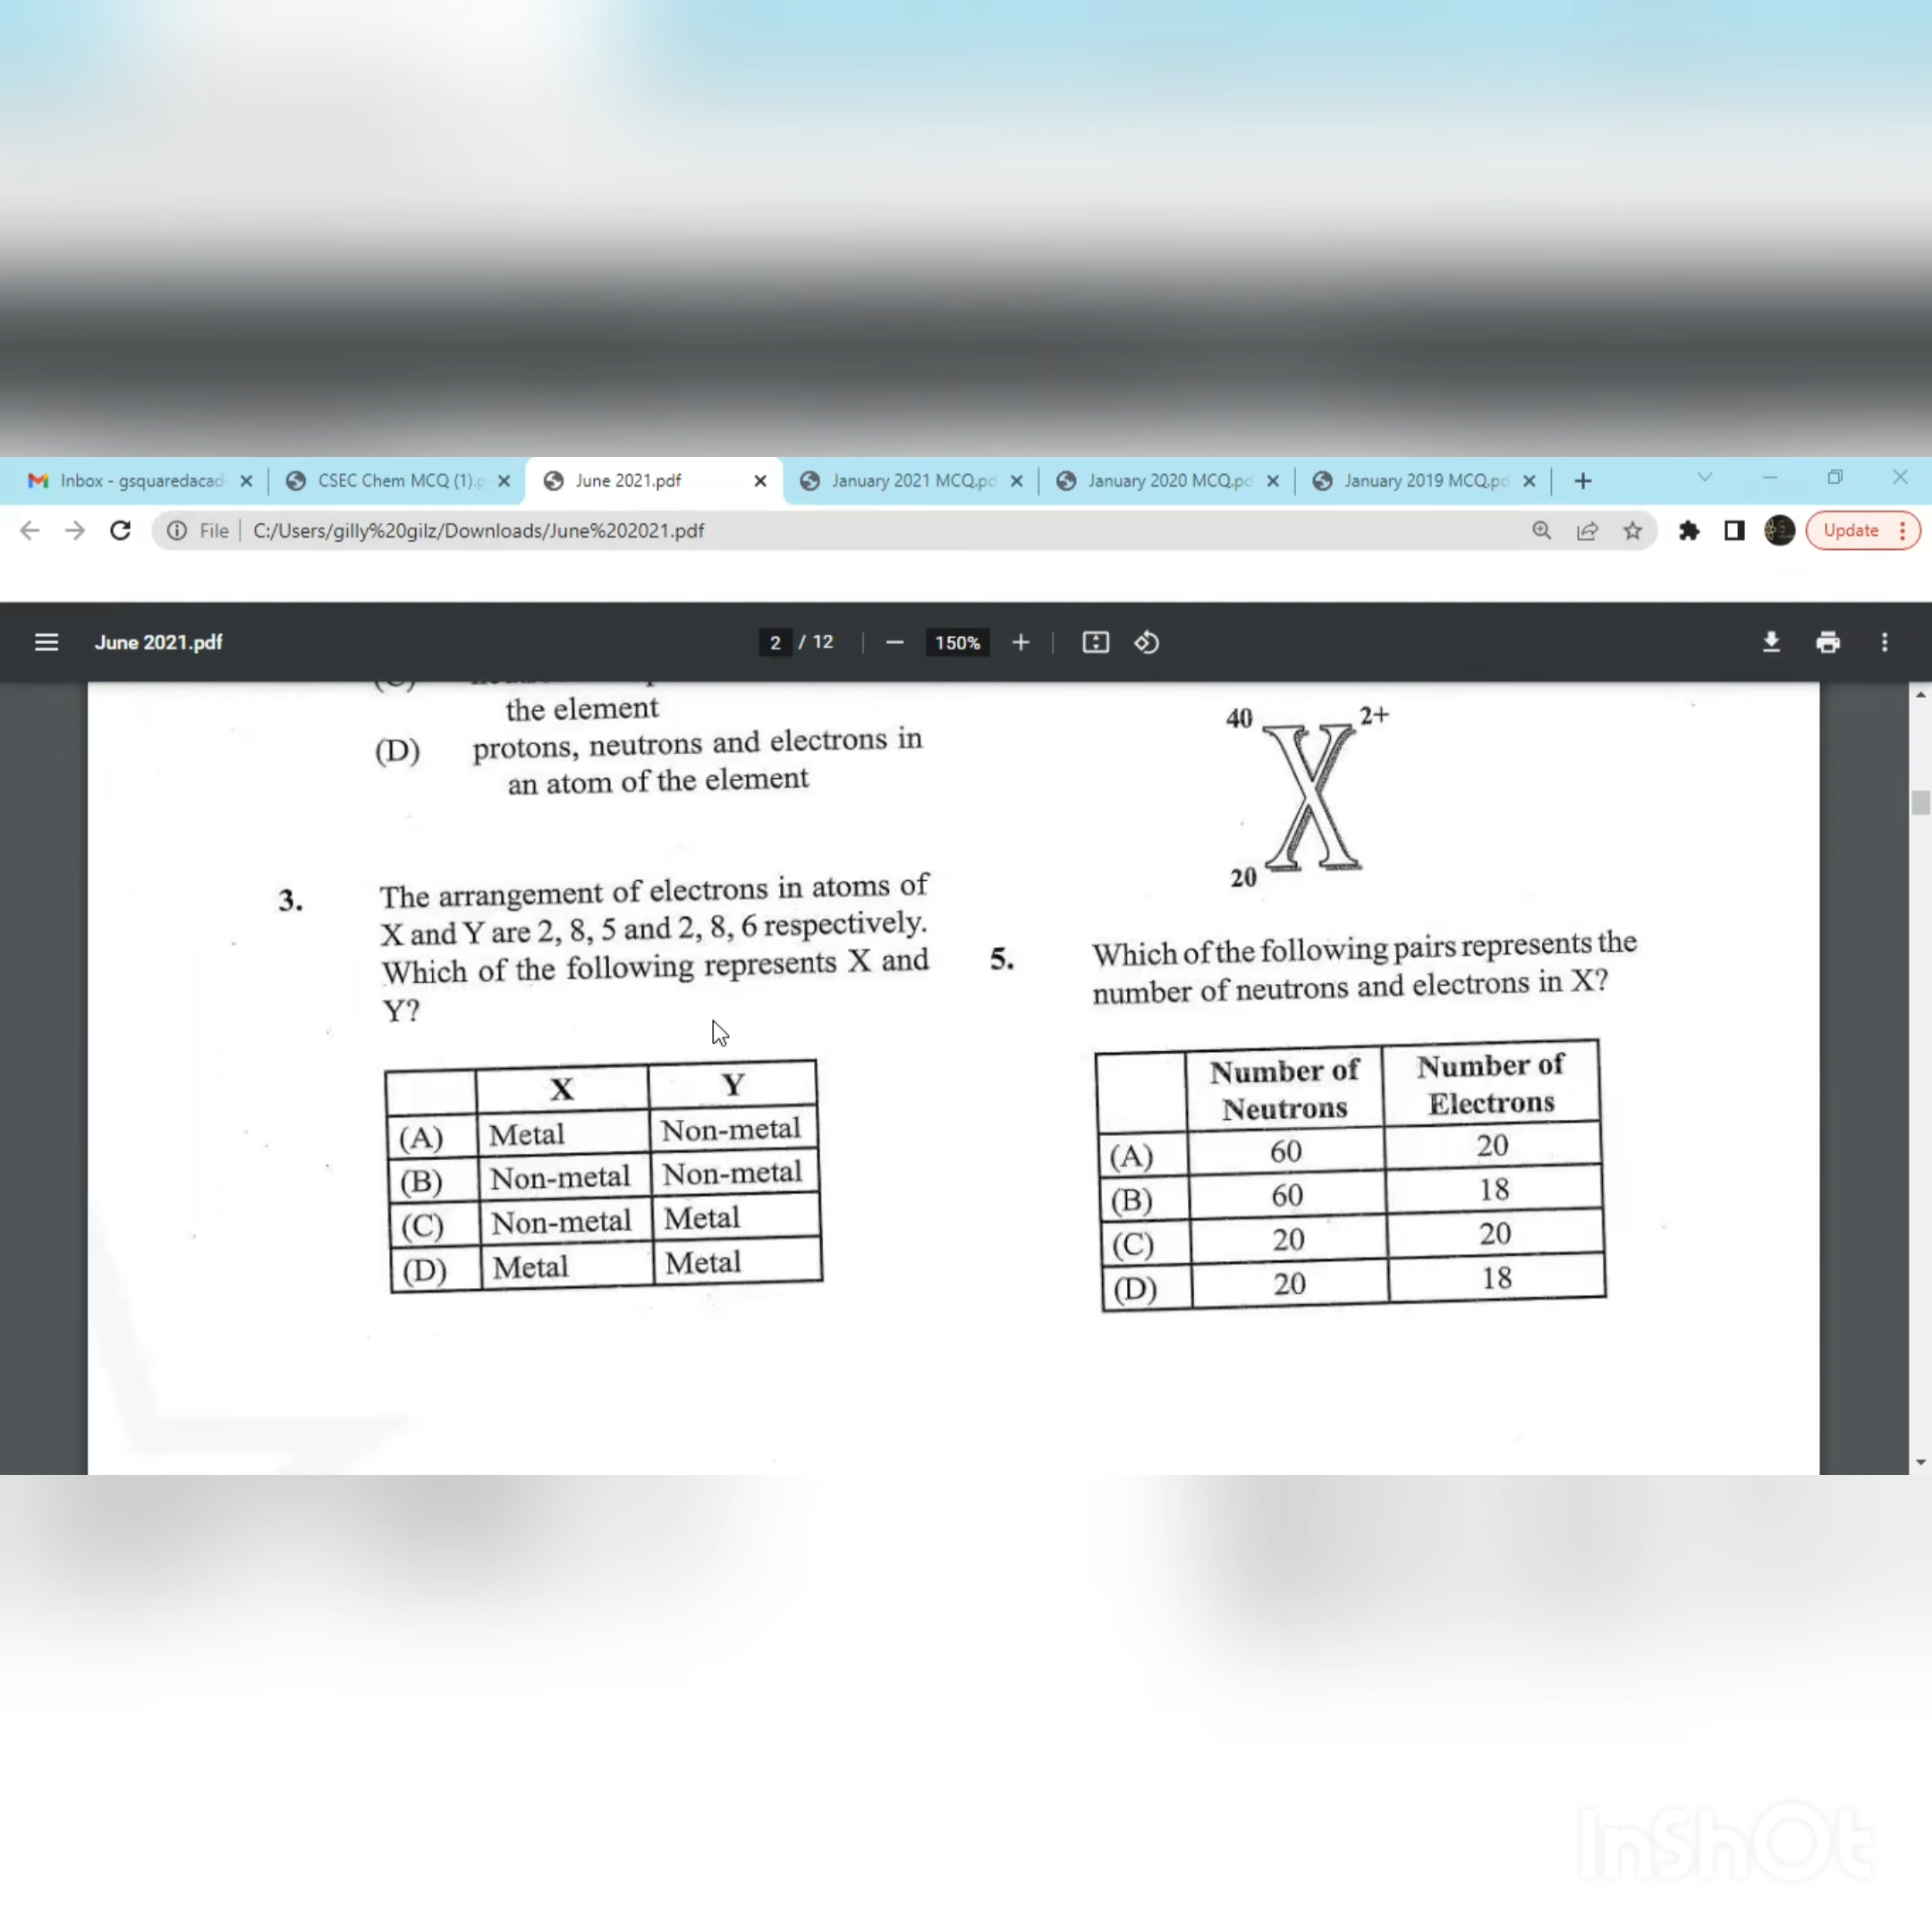 Inbox - gsquaredacad
CSEC Chem MCQ (1).p
June 2021.pdf
January 2021 MCQ.pd
January 2020 MCQ.pd
January 2019 MCQ.pd
File
C:/Users/gilly%20gilz/Downloads/June%202021.pdf
Update
June 2021.pdf
2 / 12
150%
the element
(D) protons, neutrons and electrons in
an atom of the element
3. The arrangement of electrons in atoms of
X and Y are 2, 8, 5 and 2, 8, 6 respectively.
Which of the following represents X and
Y?
X Y
(A) Metal Non-metal
(B) Non-metal Non-metal
(C) Non-metal Metal
(D) Metal Metal
40 2+
X
20
5. Which of the following pairs represents the
number of neutrons and electrons in X?
Number of Number of
Neutrons Electrons
(A) 60 20
(B) 60 18
(C) 20 20
(D) 20 18
InShOt